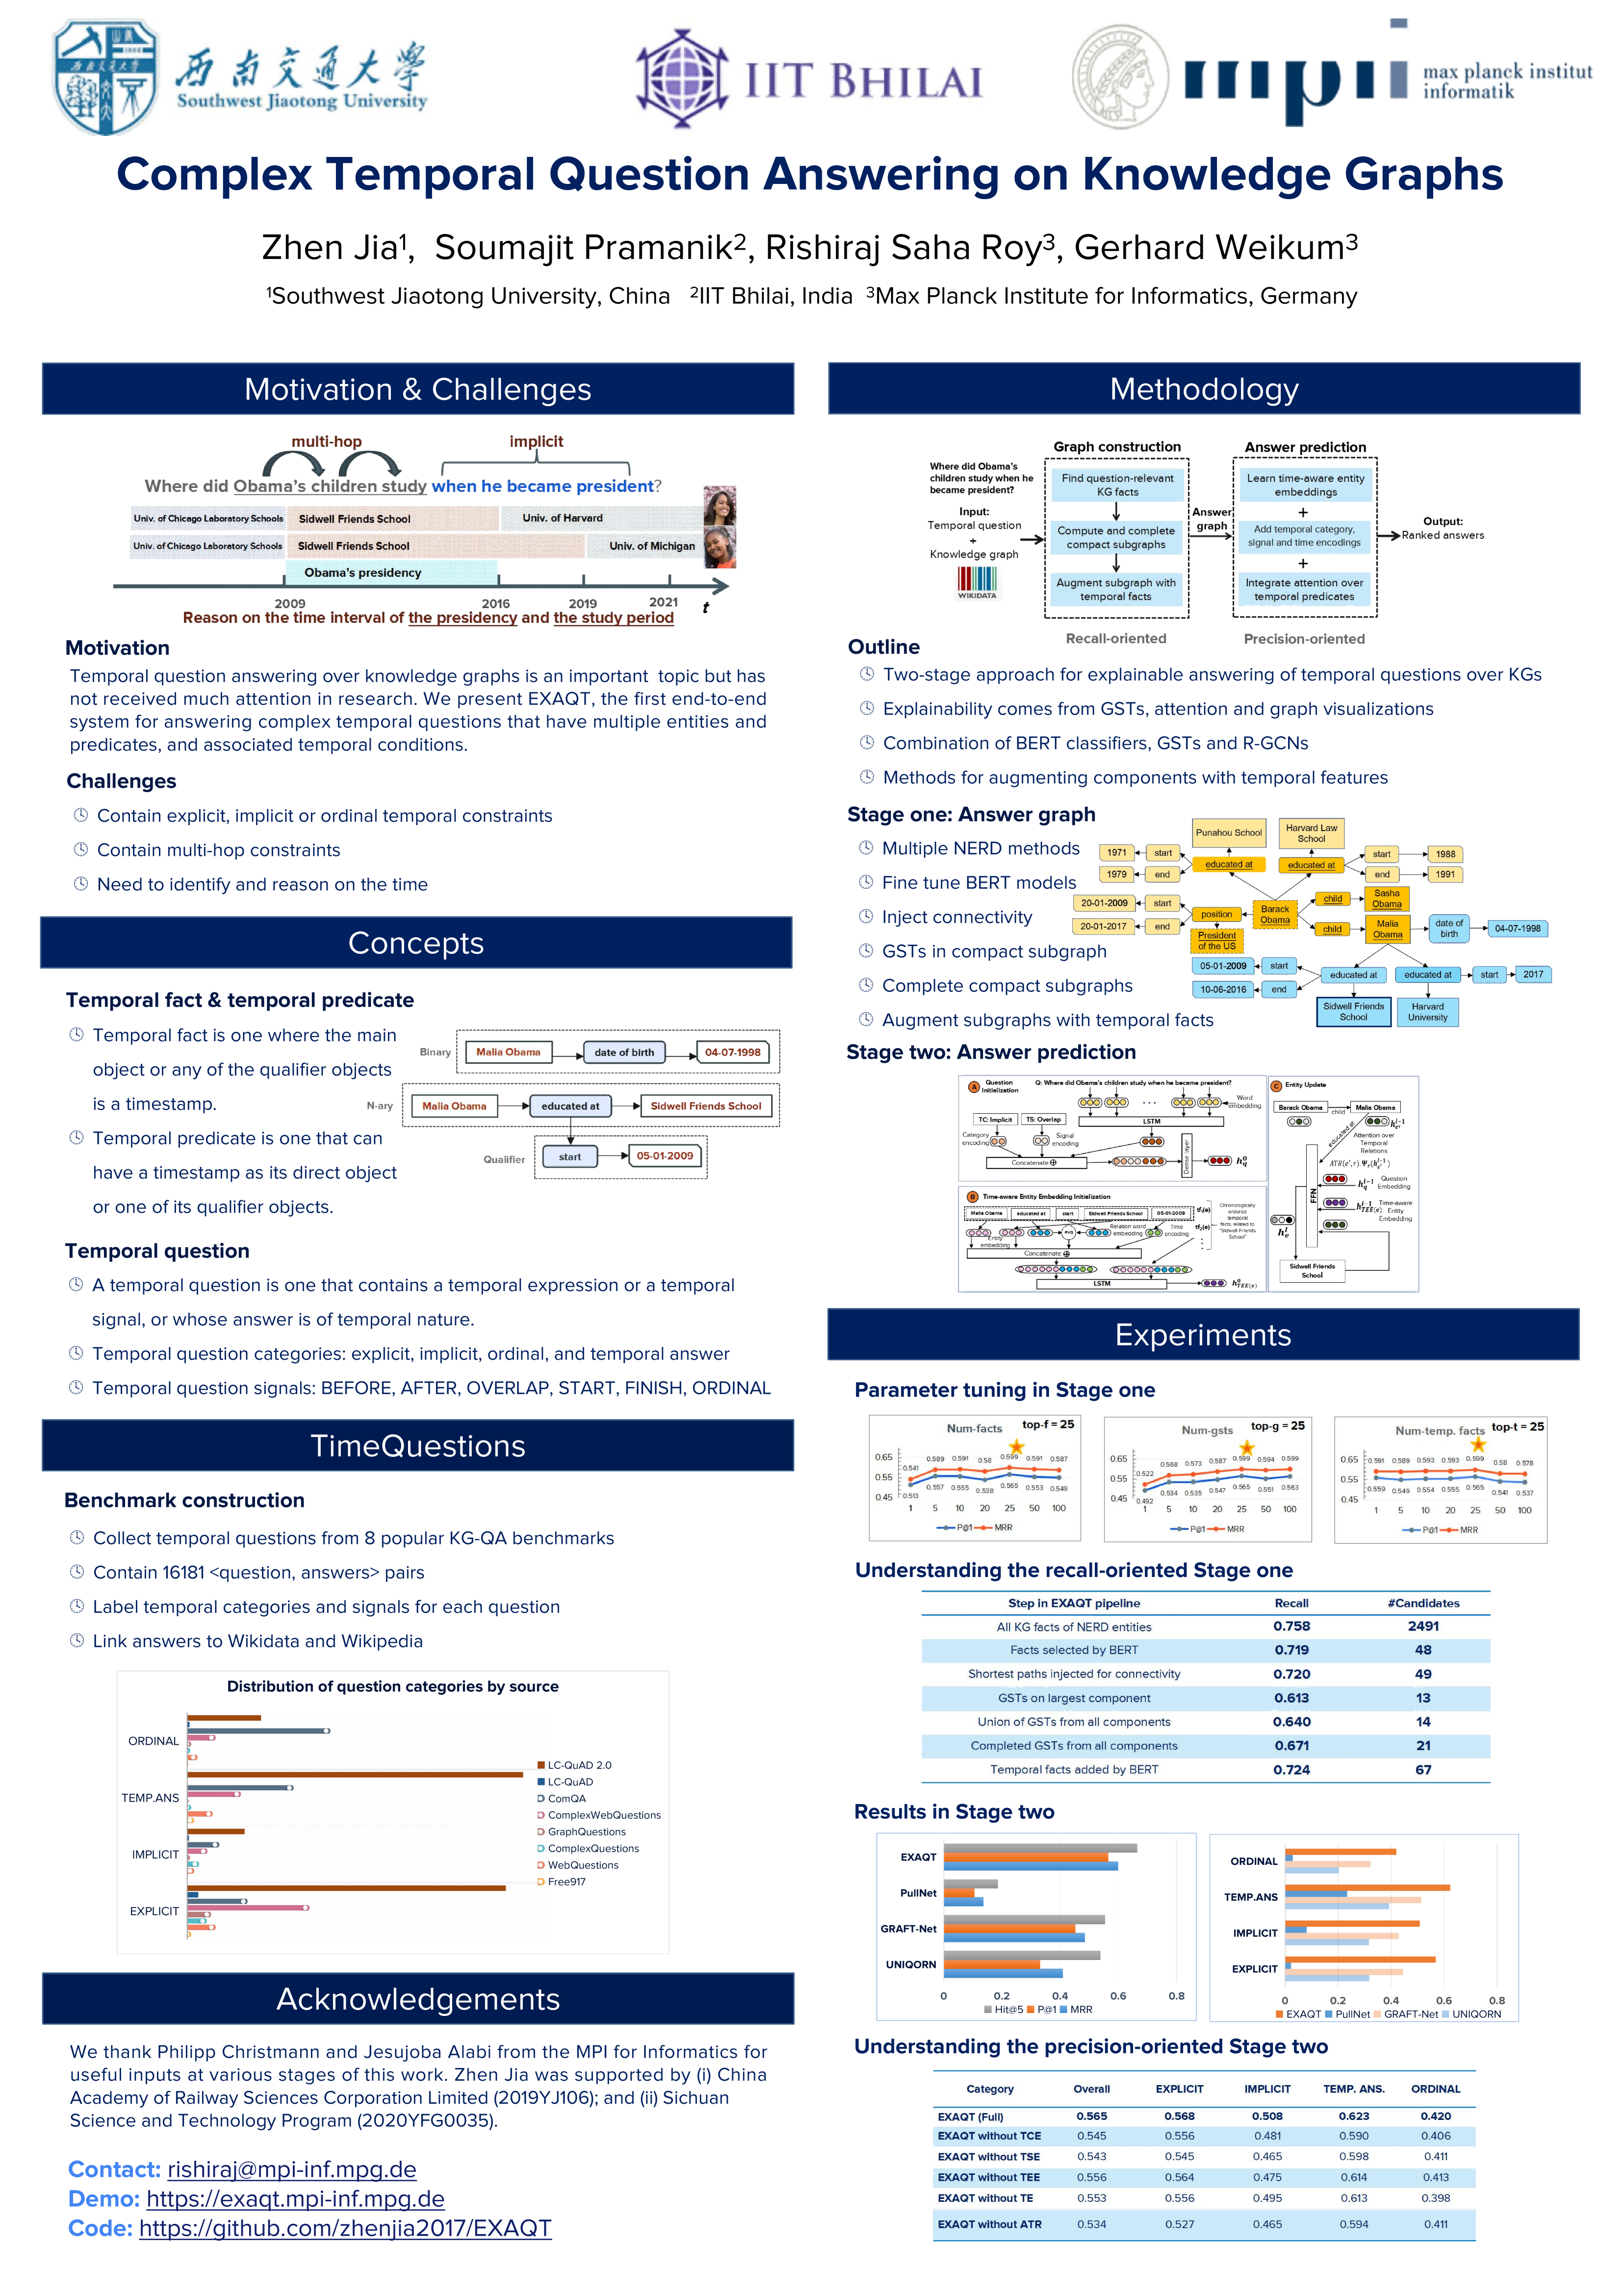 西南交通大学
Southwest Jiaotong University
IIT BHILAI
mpii max planck institut
informatik
Complex Temporal Question Answering on Knowledge Graphs
Zhen Jia¹, Soumajit Pramanik², Rishiraj Saha Roy³, Gerhard Weikum³
¹Southwest Jiaotong University, China ²IIT Bhilai, India ³Max Planck Institute for Informatics, Germany
Motivation & Challenges
multi-hop implicit
Where did Obama's children study when he became president?
Univ. of Chicago Laboratory Schools Sidwell Friends School Univ. of Harvard
Univ. of Chicago Laboratory Schools Sidwell Friends School Univ. of Michigan
Obama's presidency
2009 2016 2019 2021 t
Reason on the time interval of the presidency and the study period
Motivation
Temporal question answering over knowledge graphs is an important topic but has
not received much attention in research. We present EXAQT, the first end-to-end
system for answering complex temporal questions that have multiple entities and
predicates, and associated temporal conditions.
Challenges
Contain explicit, implicit or ordinal temporal constraints
Contain multi-hop constraints
Need to identify and reason on the time
Concepts
Temporal fact & temporal predicate
Temporal fact is one where the main
object or any of the qualifier objects
is a timestamp.
Temporal predicate is one that can
have a timestamp as its direct object
or one of its qualifier objects.
Binary Malia Obama date of birth 04-07-1998
N-ary Malia Obama educated at Sidwell Friends School
Qualifier start 05-01-2009
Temporal question
A temporal question is one that contains a temporal expression or a temporal
signal, or whose answer is of temporal nature.
Temporal question categories: explicit, implicit, ordinal, and temporal answer
Temporal question signals: BEFORE, AFTER, OVERLAP, START, FINISH, ORDINAL
TimeQuestions
Benchmark construction
Collect temporal questions from 8 popular KG-QA benchmarks
Contain 16181 <question, answers> pairs
Label temporal categories and signals for each question
Link answers to Wikidata and Wikipedia
Distribution of question categories by source
ORDINAL
TEMP.ANS
IMPLICIT
EXPLICIT
LC-QuAD 2.0
LC-QuAD
ComQA
ComplexWebQuestions
GraphQuestions
ComplexQuestions
WebQuestions
Free917
Acknowledgements
We thank Philipp Christmann and Jesujoba Alabi from the MPI for Informatics for
useful inputs at various stages of this work. Zhen Jia was supported by (i) China
Academy of Railway Sciences Corporation Limited (2019YJ106); and (ii) Sichuan
Science and Technology Program (2020YFG0035).
Contact: rishiraj@mpi-inf.mpg.de
Demo: https://exaqt.mpi-inf.mpg.de
Code: https://github.com/zhenjia2017/EXAQT
Methodology
Graph construction Answer prediction
Where did Obama's
children study when he
became president?
Input:
Temporal question
+
Knowledge graph
WIKIDATA
Find question-relevant
KG facts
Compute and complete
compact subgraphs
Augment subgraph with
temporal facts
Recall-oriented
Answer
graph
Learn time-aware entity
embeddings
+
Add temporal category,
signal and time encodings
+
Integrate attention over
temporal predicates
Precision-oriented
Output:
Ranked answers
Outline
Two-stage approach for explainable answering of temporal questions over KGs
Explainability comes from GSTs, attention and graph visualizations
Combination of BERT classifiers, GSTs and R-GCNs
Methods for augmenting components with temporal features
Stage one: Answer graph
Multiple NERD methods
Fine tune BERT models
Inject connectivity
GSTs in compact subgraph
Complete compact subgraphs
Augment subgraphs with temporal facts
Punahou School Harvard Law
School
1971 start educated at educated at start 1988
1979 end end 1991
20-01-2009 start position Barack
Obama child Sasha
Obama
20-01-2017 end President
of the US child Malia
Obama date of
birth 04-07-1998
05-01-2009 start educated at educated at start 2017
10-06-2016 end
Sidwell Friends
School Harvard
University
Stage two: Answer prediction
A Question
Initialization Q: Where did Obama's children study when he became president?
Word
embedding
TC: Implicit TS: Overlap LSTM
Category
encoding Signal
encoding
Concatenate ⊕ Dense layer
B Time-aware Entity Embedding Initialization
Malia Obama educated at start Sidwell Friends School 05-01-2009
Entity
embedding avg Relation word
embedding Time
encoding
Chronologically
ordered
temporal
facts related to
"Sidwell Friends
School"
Concatenate ⊕
LSTM
C Entity Update
Barack Obama child Malia Obama
educated at
Attention over
Temporal
Relations
Question
Embedding
FFN
Time-aware
Entity
Embedding
Sidwell Friends
School
Experiments
Parameter tuning in Stage one
Num-facts top-f = 25
0.65 0.55 0.45
0.541 0.589 0.591 0.58 0.599 0.591 0.587
0.513 0.557 0.555 0.538 0.565 0.553 0.549
1 5 10 20 25 50 100
P@1 MRR
Num-gsts top-g = 25
0.65 0.55 0.45
0.522 0.568 0.573 0.587 0.599 0.594 0.599
0.492 0.534 0.535 0.547 0.565 0.551 0.563
1 5 10 20 25 50 100
P@1 MRR
Num-temp. facts top-t = 25
0.65 0.55 0.45
0.591 0.589 0.593 0.593 0.599 0.58 0.578
0.559 0.549 0.554 0.555 0.565 0.541 0.537
1 5 10 20 25 50 100
P@1 MRR
Understanding the recall-oriented Stage one
Step in EXAQT pipeline Recall #Candidates
All KG facts of NERD entities 0.758 2491
Facts selected by BERT 0.719 48
Shortest paths injected for connectivity 0.720 49
GSTs on largest component 0.613 13
Union of GSTs from all components 0.640 14
Completed GSTs from all components 0.671 21
Temporal facts added by BERT 0.724 67
Results in Stage two
EXAQT
PullNet
GRAFT-Net
UNIQORN
0 0.2 0.4 0.6 0.8
Hit@5 P@1 MRR
ORDINAL
TEMP.ANS
IMPLICIT
EXPLICIT
0 0.2 0.4 0.6 0.8
EXAQT PullNet GRAFT-Net UNIQORN
Understanding the precision-oriented Stage two
Category Overall EXPLICIT IMPLICIT TEMP. ANS. ORDINAL
EXAQT (Full) 0.565 0.568 0.508 0.623 0.420
EXAQT without TCE 0.545 0.556 0.481 0.590 0.406
EXAQT without TSE 0.543 0.545 0.465 0.598 0.411
EXAQT without TEE 0.556 0.564 0.475 0.614 0.413
EXAQT without TE 0.553 0.556 0.495 0.613 0.398
EXAQT without ATR 0.534 0.527 0.465 0.594 0.411